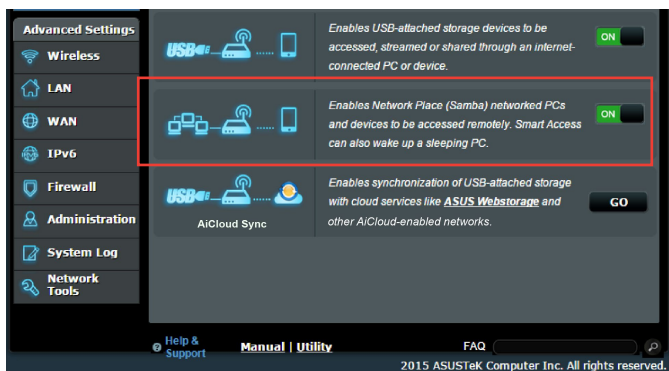 Advanced Settings
Wireless
LAN
WAN
IPv6
Firewall
Administration
System Log
Network
Tools
USB
Enables USB-attached storage devices to be
accessed, streamed or shared through an internet-
connected PC or device.
ON
Enables Network Place (Samba) networked PCs
and devices to be accessed remotely. Smart Access
can also wake up a sleeping PC.
ON
USB
AiCloud Sync
Enables synchronization of USB-attached storage
with cloud services like ASUS Webstorage and
other AiCloud-enabled networks.
GO
Help &
Support
Manual | Utility
FAQ
2015 ASUSTeK Computer Inc. All rights reserved.